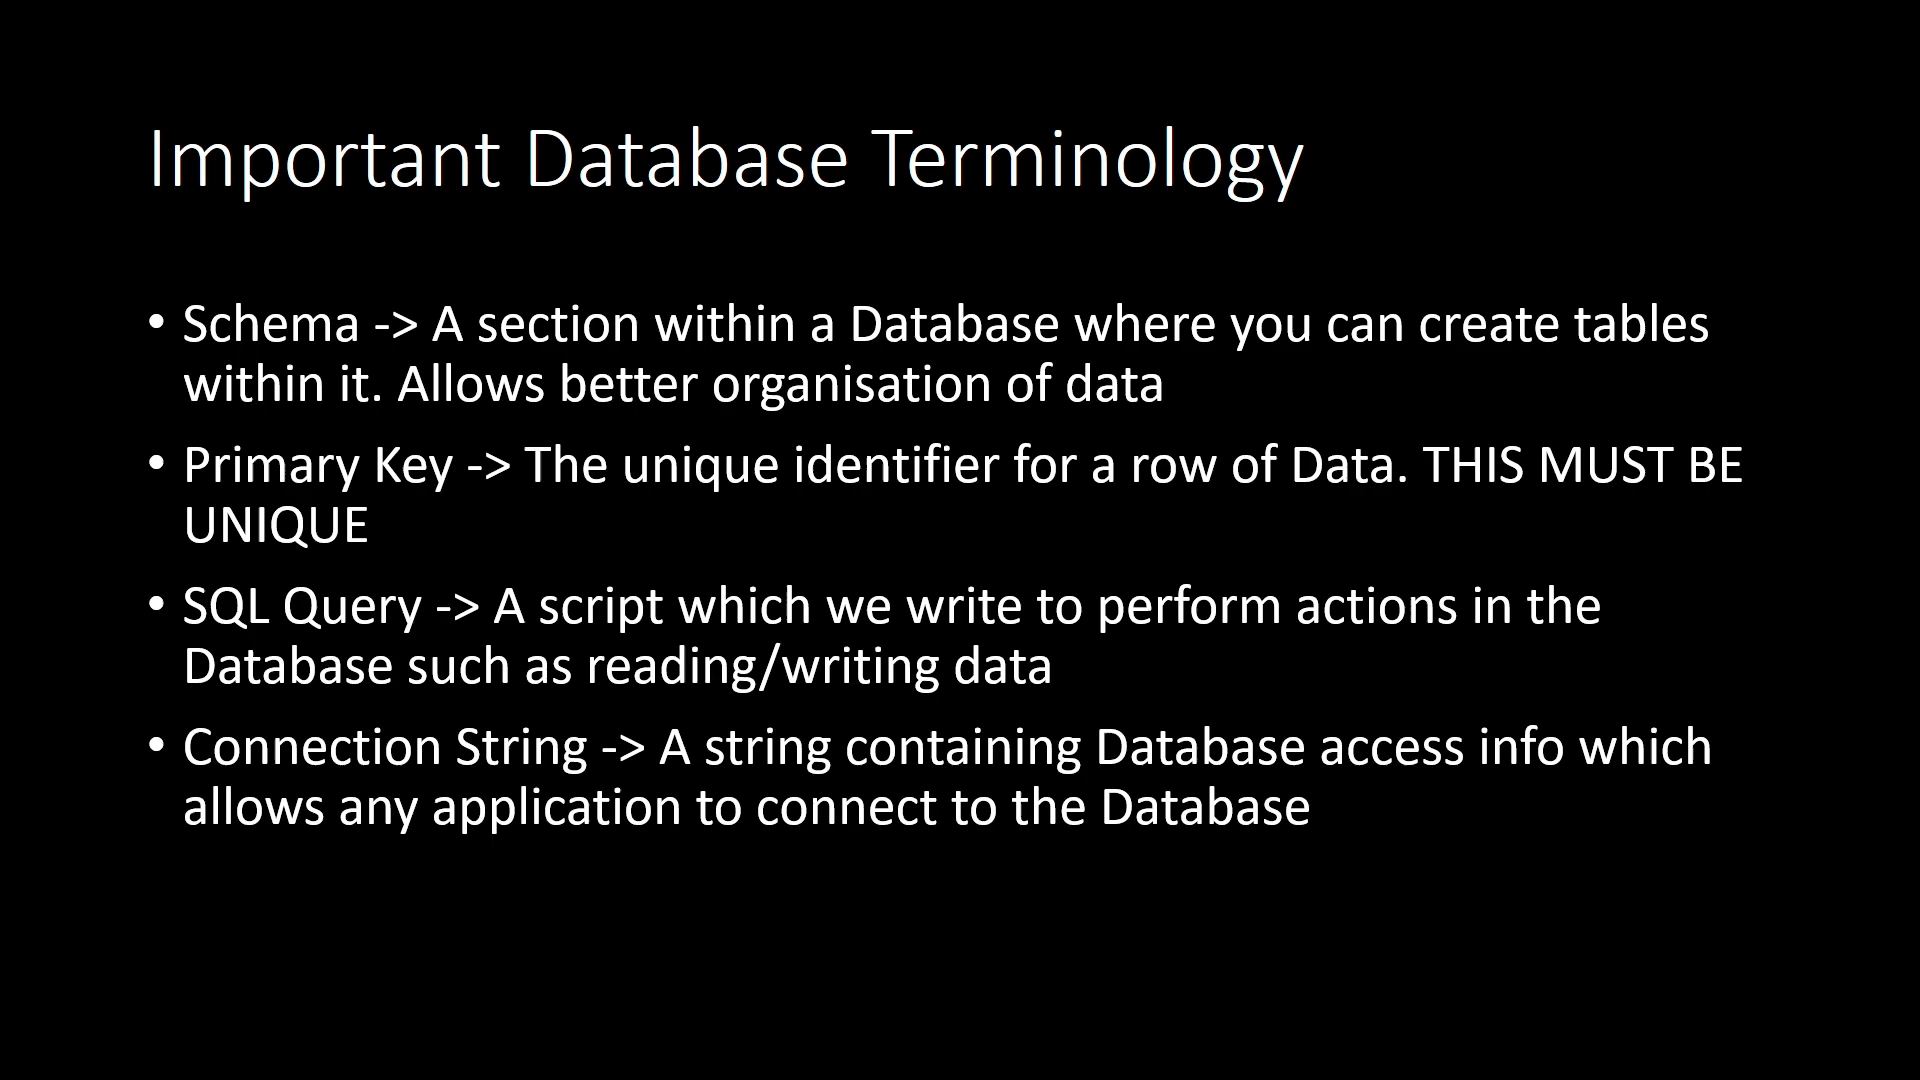 Important Database Terminology
• Schema -> A section within a Database where you can create tables
within it. Allows better organisation of data
• Primary Key -> The unique identifier for a row of Data. THIS MUST BE
UNIQUE
• SQL Query -> A script which we write to perform actions in the
Database such as reading/writing data
• Connection String -> A string containing Database access info which
allows any application to connect to the Database